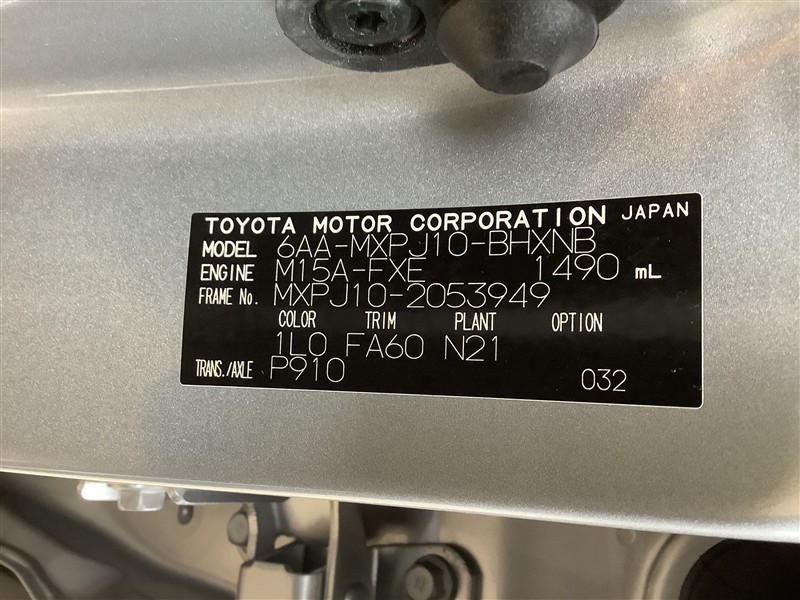 TOYOTA MOTOR CORPORATION JAPAN
MODEL 6AA-MXPJ10-BHXNB
ENGINE M15A-FXE 1490 mL
FRAME No. MXPJ10-2053949
COLOR TRIM PLANT OPTION
1L0 FA60 N21
TRANS./AXLE P910 032